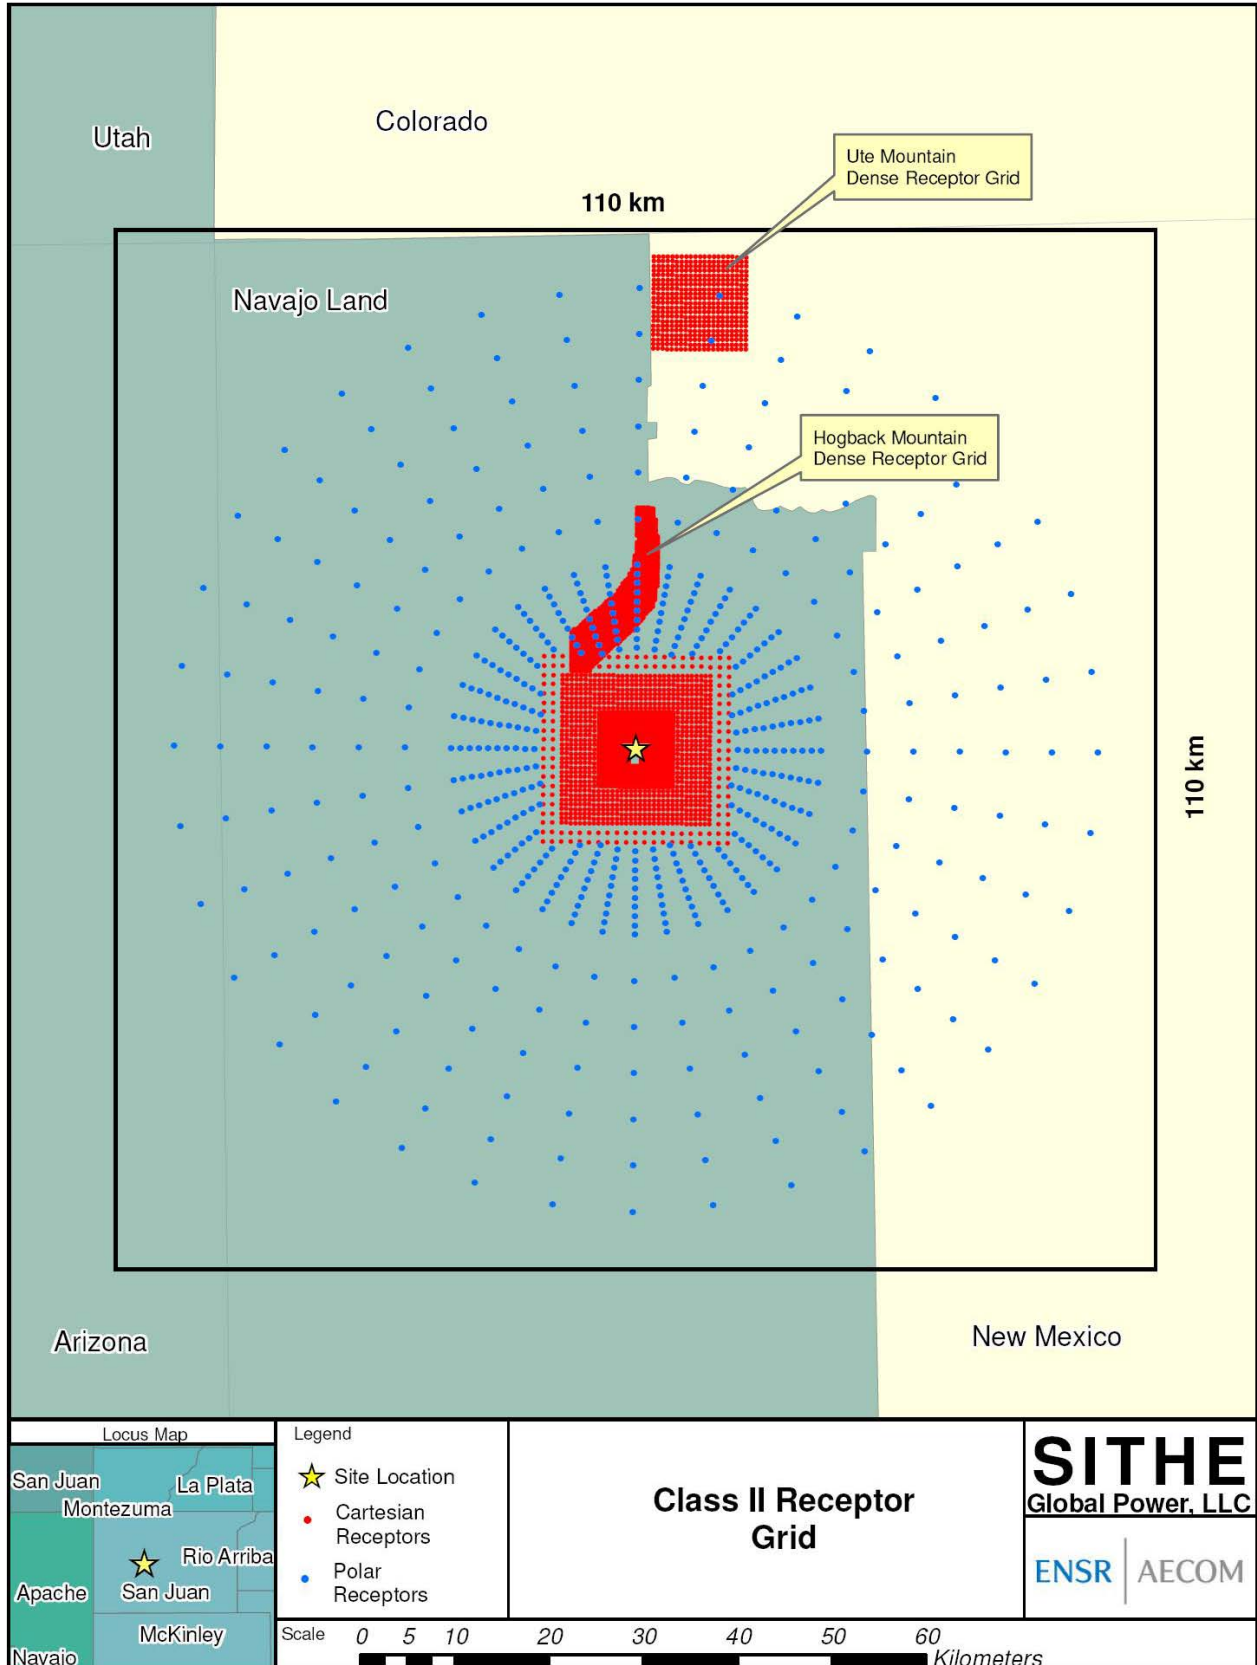 Utah
Colorado
Ute Mountain
Dense Receptor Grid
110 km
Navajo Land
Hogback Mountain
Dense Receptor Grid
110 km
Arizona
New Mexico
Locus Map
San Juan
La Plata
Montezuma
Rio Arriba
Apache
San Juan
McKinley
Navajo
Legend
Site Location
Cartesian
Receptors
Polar
Receptors
Class II Receptor
Grid
SITHE
Global Power, LLC
ENSR | AECOM
Scale
0 5 10 20 30 40 50 60
Kilometers